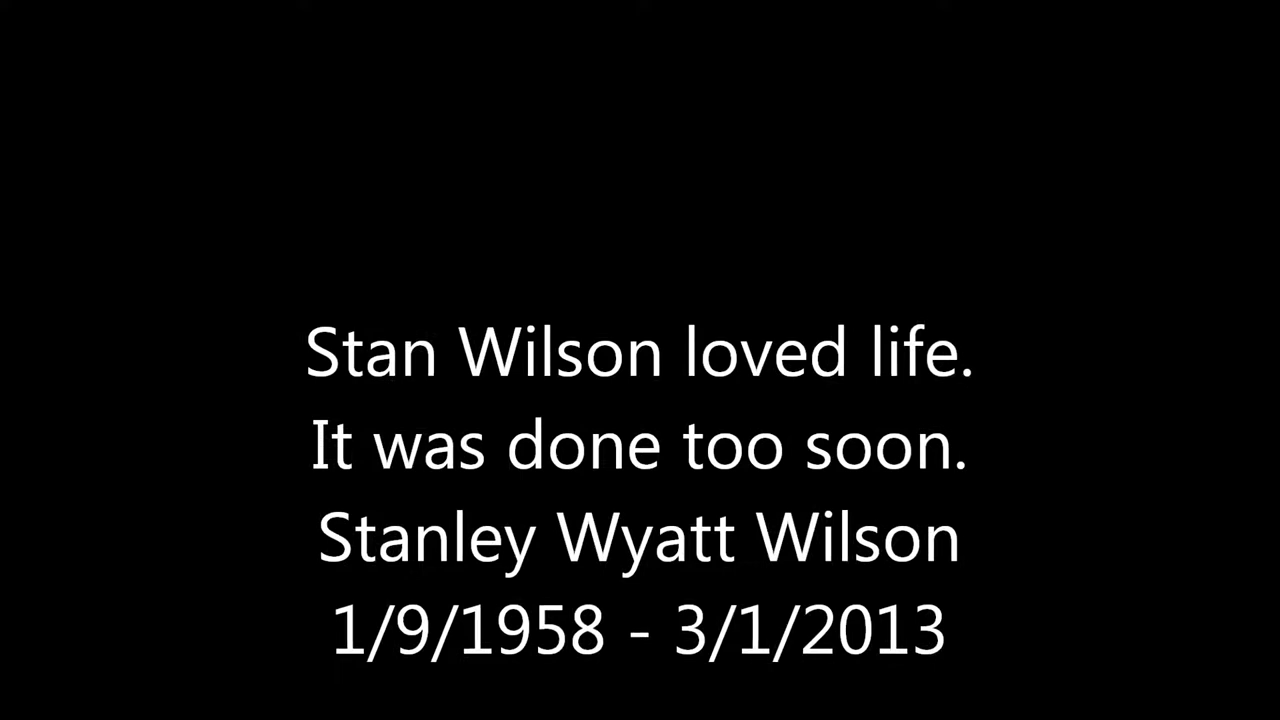 Stan Wilson loved life.
It was done too soon.
Stanley Wyatt Wilson
1/9/1958 - 3/1/2013